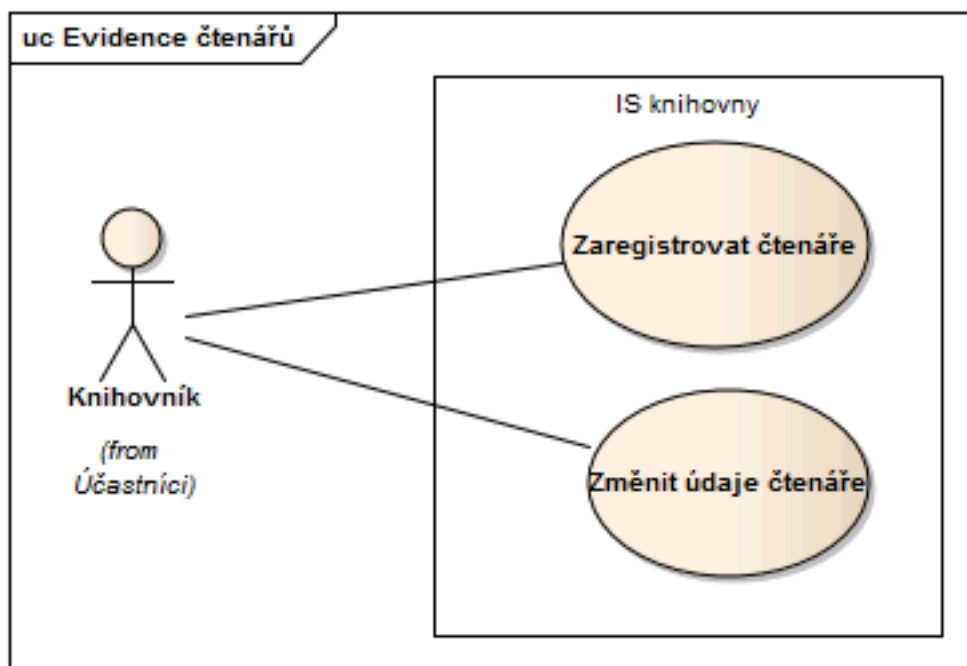 uc Evidence čtenářů
IS knihovny
Zaregistrovat čtenáře
Knihovník
(from
Účastníci)
Změnit údaje čtenáře